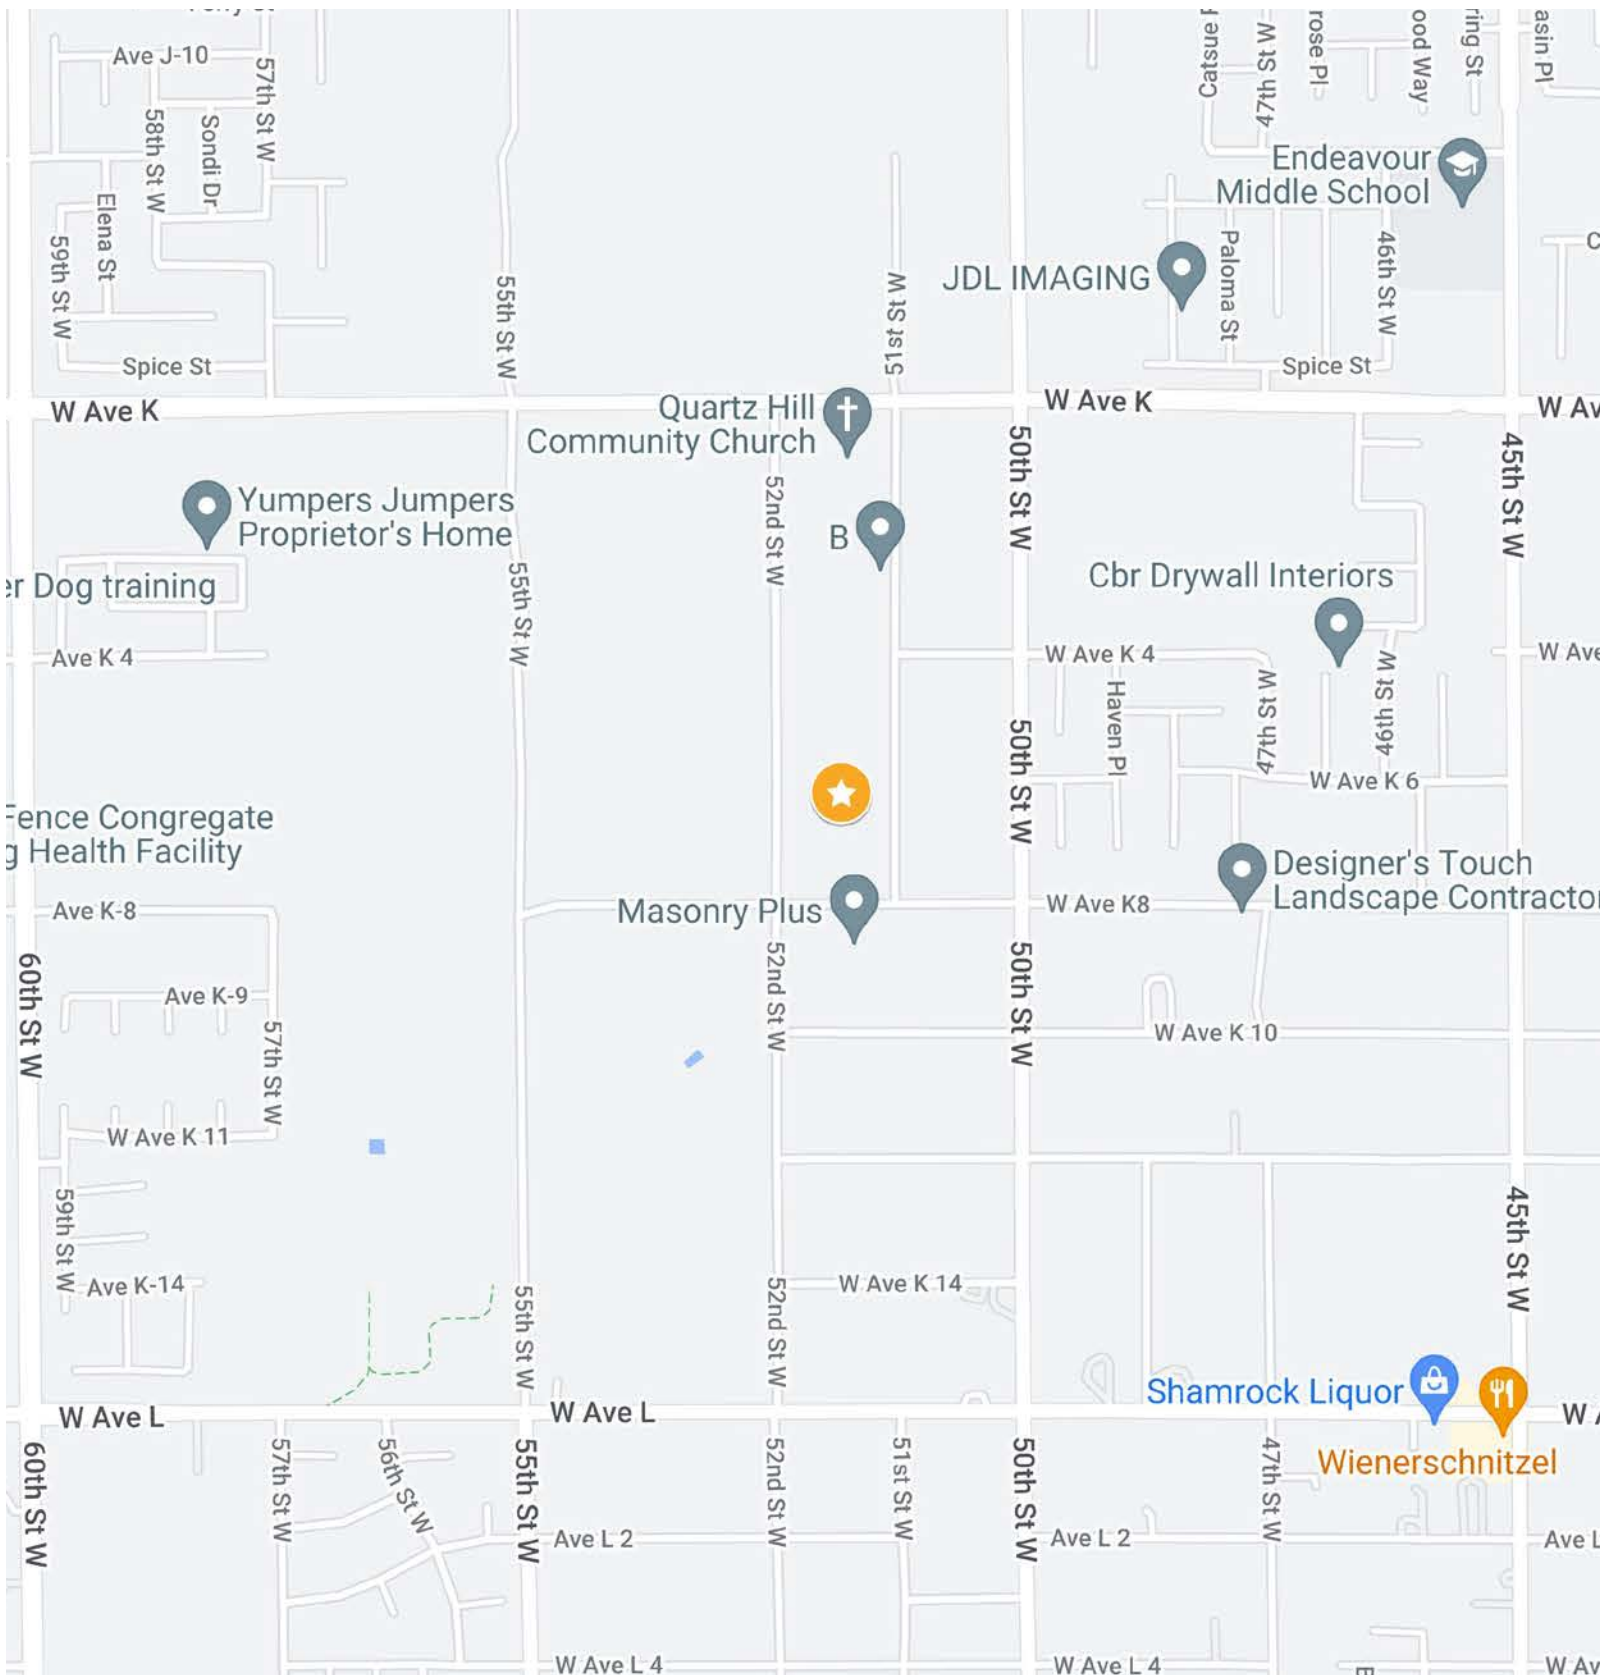 Ave J-10
57th St W
58th St W
Sondi Dr
Elena St
59th St W
Spice St
55th St W
51st St W
47th St W
rose Pl
ood Way
ring St
asin Pl
Endeavour
Middle School
JDL IMAGING
Paloma St
46th St W
Spice St
W Ave K
W Ave K
W Av
Quartz Hill
Community Church
50th St W
45th St W
Yumpers Jumpers
Proprietor's Home
52nd St W
B
er Dog training
55th St W
Cbr Drywall Interiors
Ave K 4
W Ave K 4
W Ave
Haven Pl
47th St W
46th St W
50th St W
W Ave K 6
Fence Congregate
g Health Facility
Designer's Touch
Landscape Contractor
Ave K-8
Masonry Plus
W Ave K8
60th St W
Ave K-9
52nd St W
50th St W
57th St W
W Ave K 10
W Ave K 11
59th St W
45th St W
Ave K-14
W Ave K 14
55th St W
52nd St W
Shamrock Liquor
W Ave L
W Ave L
W A
Wienerschnitzel
60th St W
57th St W
56th St W
55th St W
52nd St W
51st St W
50th St W
47th St W
Ave L 2
Ave L 2
Ave L
W Ave L 4
W Ave L 4
W Av